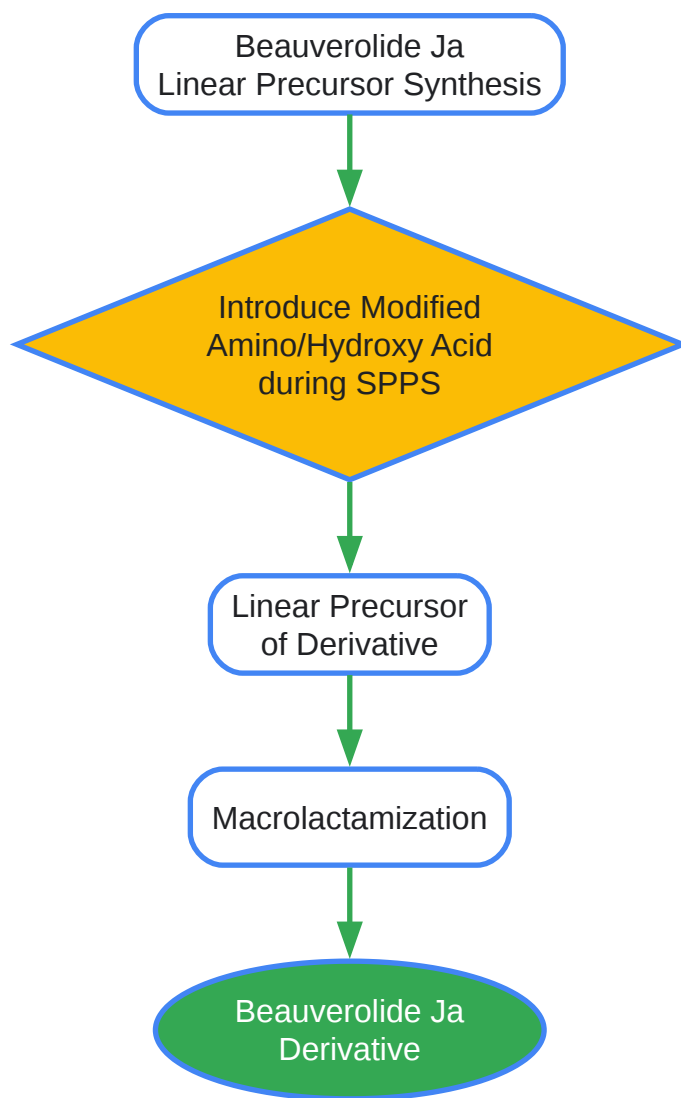 Beauverolide Ja
Linear Precursor Synthesis
Introduce Modified
Amino/Hydroxy Acid
during SPPS
Linear Precursor
of Derivative
Macrolactamization
Beauverolide Ja
Derivative